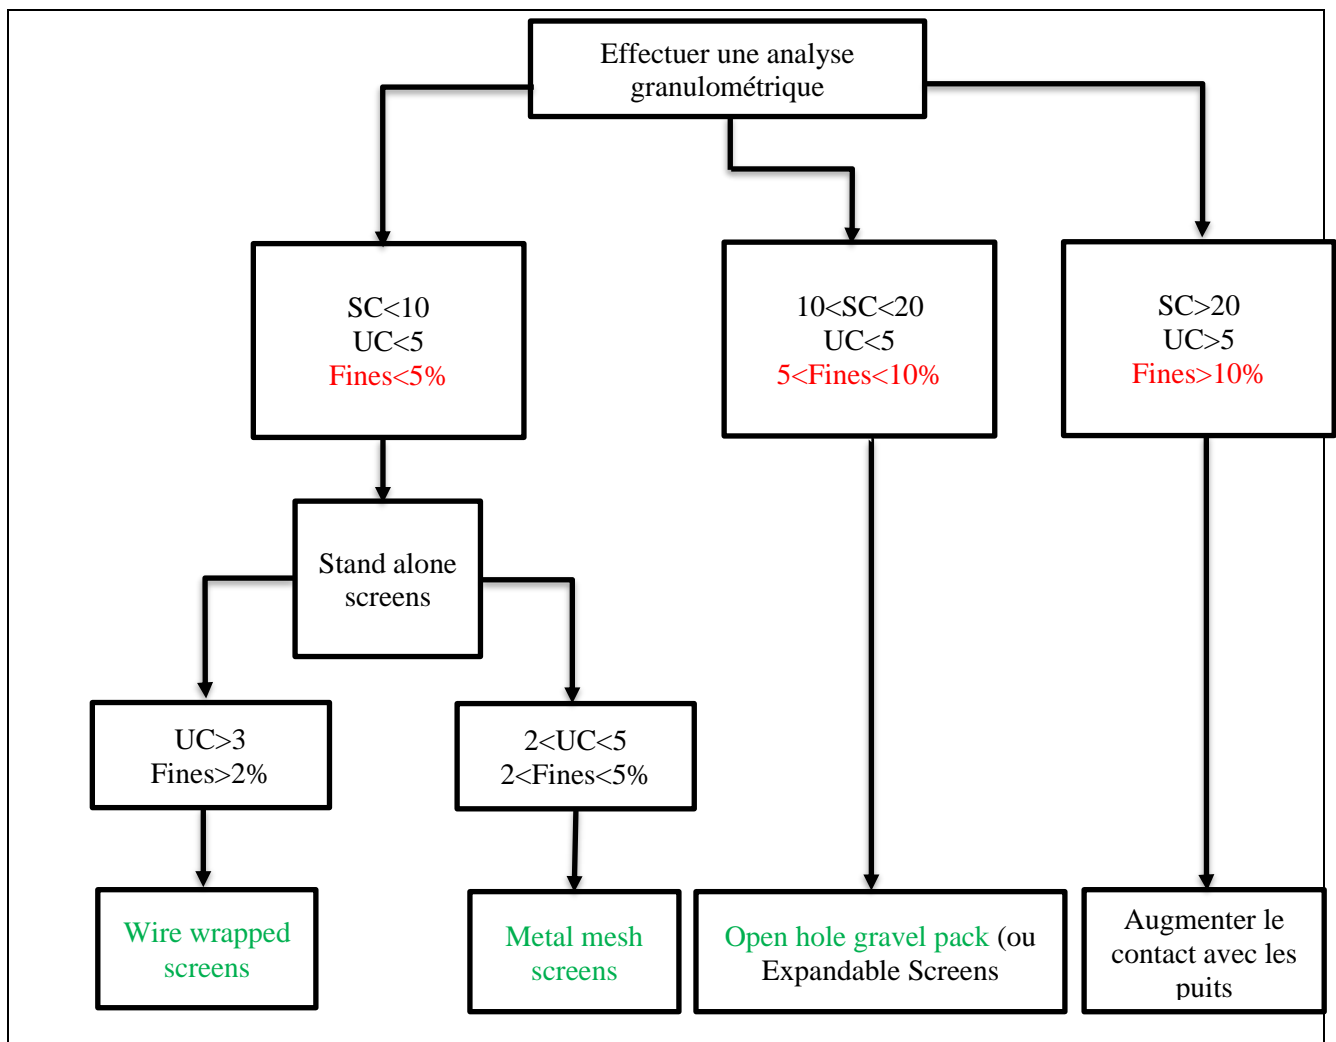 Effectuer une analyse
granulométrique
SC<10
UC<5
Fines<5%
10<SC<20
UC<5
5<Fines<10%
SC>20
UC>5
Fines>10%
Stand alone
screens
UC>3
Fines>2%
2<UC<5
2<Fines<5%
Wire wrapped
screens
Metal mesh
screens
Open hole gravel pack (ou
Expandable Screens
Augmenter le
contact avec les
puits